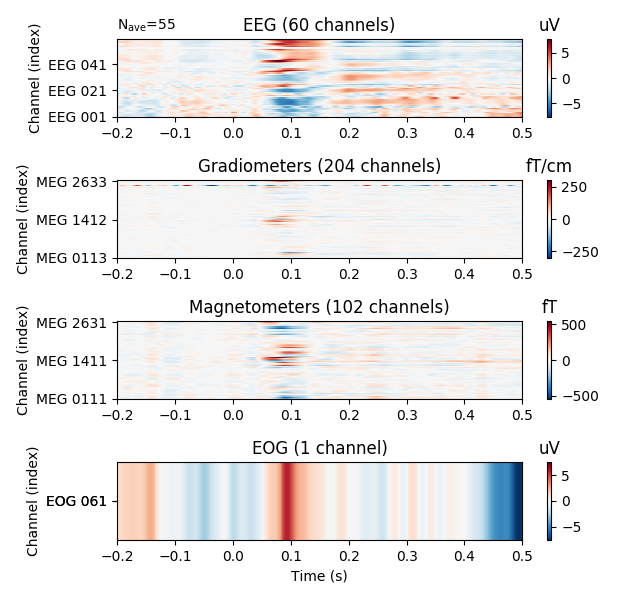 N_ave=55
EEG (60 channels)
uV
Channel (index)
EEG 041
EEG 021
EEG 001
5
0
−5
−0.2 −0.1 0.0 0.1 0.2 0.3 0.4 0.5
Gradiometers (204 channels)
fT/cm
Channel (index)
MEG 2633
MEG 1412
MEG 0113
250
0
−250
−0.2 −0.1 0.0 0.1 0.2 0.3 0.4 0.5
Magnetometers (102 channels)
fT
Channel (index)
MEG 2631
MEG 1411
MEG 0111
500
0
−500
−0.2 −0.1 0.0 0.1 0.2 0.3 0.4 0.5
EOG (1 channel)
uV
Channel (index)
EOG 061
5
0
−5
−0.2 −0.1 0.0 0.1 0.2 0.3 0.4 0.5
Time (s)